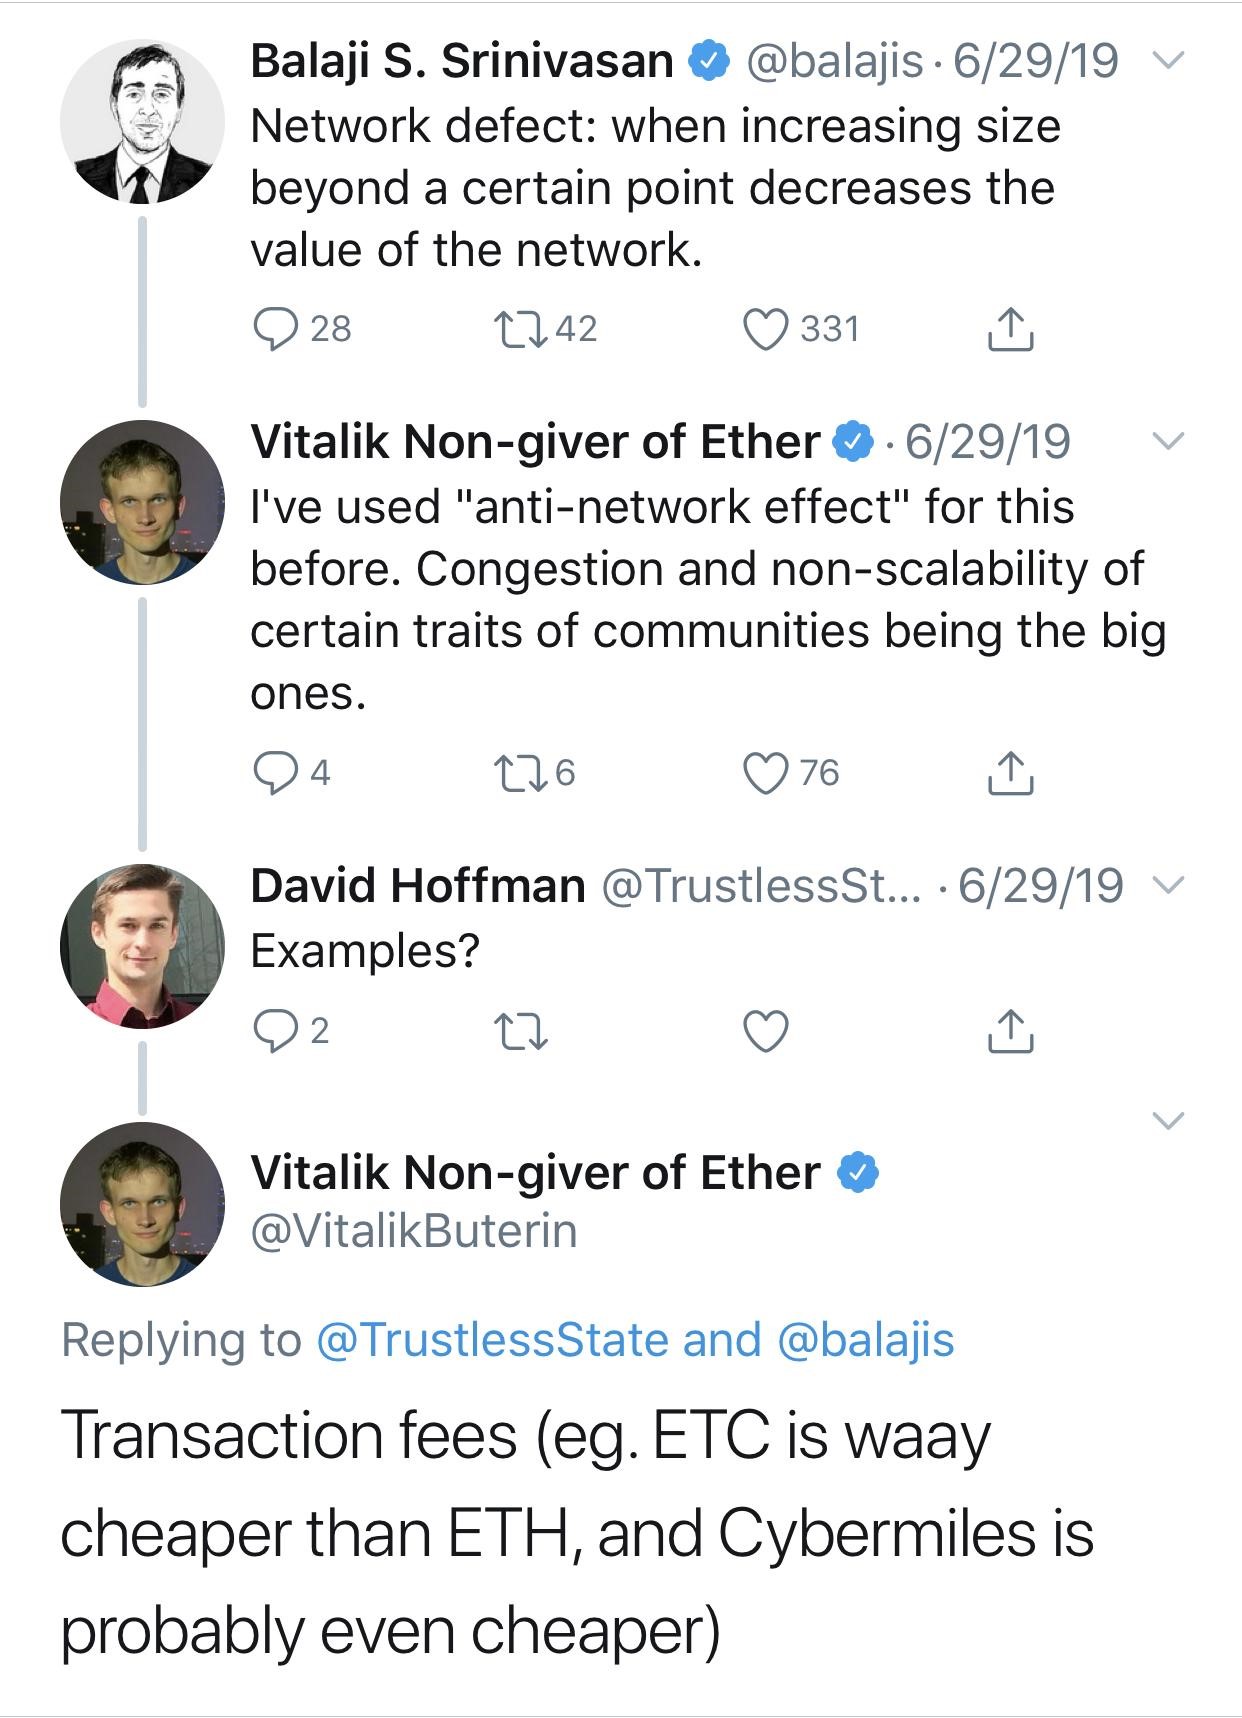 Balaji S. Srinivasan @balajis · 6/29/19
Network defect: when increasing size
beyond a certain point decreases the
value of the network.
28 42 331
Vitalik Non-giver of Ether · 6/29/19
I've used "anti-network effect" for this
before. Congestion and non-scalability of
certain traits of communities being the big
ones.
4 6 76
David Hoffman @TrustlessSt... · 6/29/19
Examples?
2
Vitalik Non-giver of Ether
@VitalikButerin
Replying to @TrustlessState and @balajis
Transaction fees (eg. ETC is waay
cheaper than ETH, and Cybermiles is
probably even cheaper)